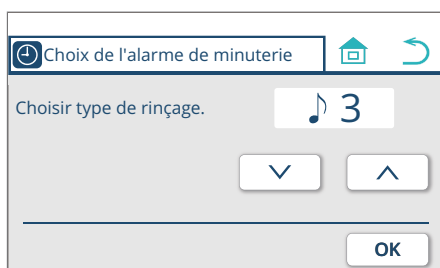 Choix de l'alarme de minuterie
Choisir type de rinçage.
♪ 3
OK